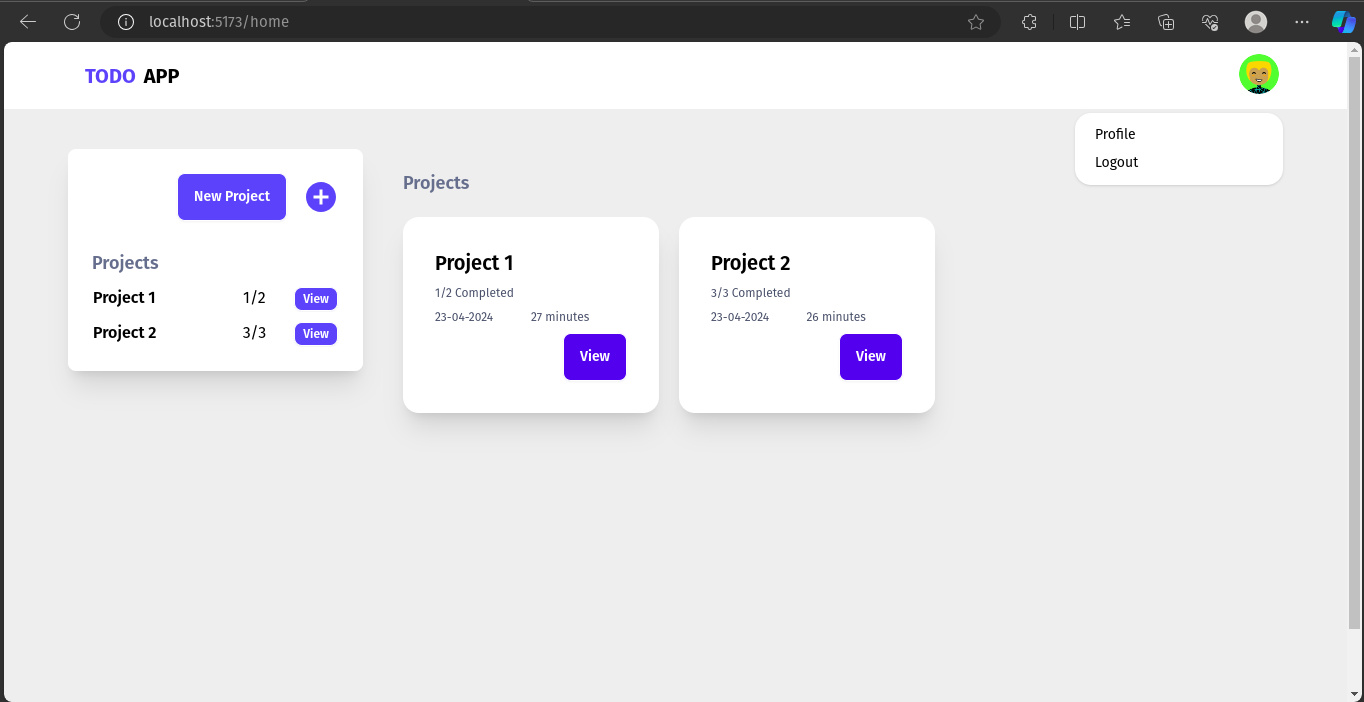 localhost:5173/home
TODO APP
Profile
Logout
New Project
Projects
Project 1 1/2 View
Project 2 3/3 View
Projects
Project 1
1/2 Completed
23-04-2024 27 minutes
View
Project 2
3/3 Completed
23-04-2024 26 minutes
View